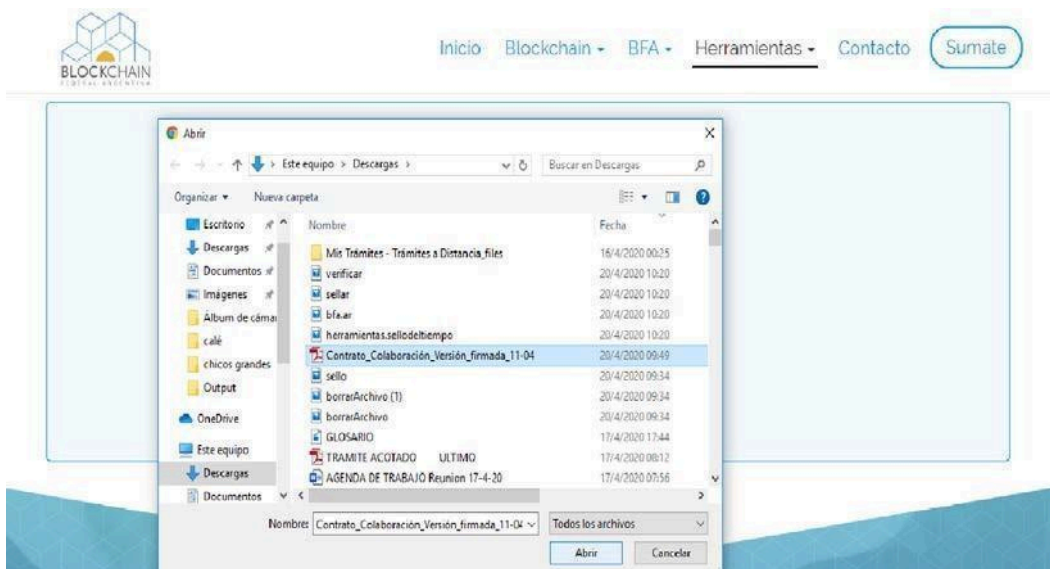 BLOCKCHAIN
FEDERAL ARGENTINA
Inicio Blockchain BFA Herramientas Contacto Sumate
Abrir
Este equipo > Descargas >
Buscar en Descargas
Organizar Nueva carpeta
Nombre Fecha
Escritorio
Descargas
Documentos
Imágenes
Álbum de cámar
calé
chicos grandes
Output
OneDrive
Este equipo
Descargas
Documentos
Mis Trámites - Trámites a Distancia_files 16/4/2020 00:25
verificar 20/4/2020 10:20
sellar 20/4/2020 10:20
bfa.ar 20/4/2020 10:20
herramientas.sellodeltiempo 20/4/2020 10:20
Contrato_Colaboración_Versión_firmada_11-04 20/4/2020 09:49
sello 20/4/2020 09:34
borrarArchivo (1) 20/4/2020 09:34
borrarArchivo 20/4/2020 09:34
GLOSARIO 17/4/2020 17:44
TRAMITE ACOTADO ULTIMO 17/4/2020 08:12
AGENDA DE TRABAJO Reunion 17-4-20 17/4/2020 07:56
Nombre: Contrato_Colaboración_Versión_firmada_11-04 Todos los archivos
Abrir Cancelar